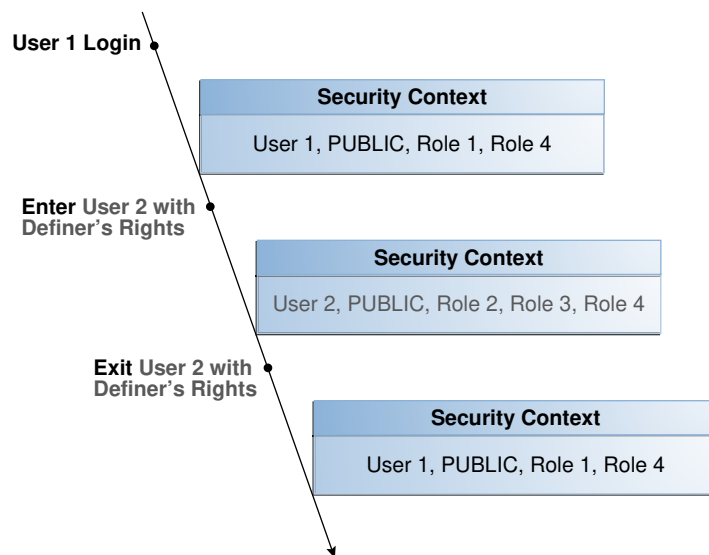 User 1 Login
Security Context
User 1, PUBLIC, Role 1, Role 4
Enter User 2 with
Definer's Rights
Security Context
User 2, PUBLIC, Role 2, Role 3, Role 4
Exit User 2 with
Definer's Rights
Security Context
User 1, PUBLIC, Role 1, Role 4